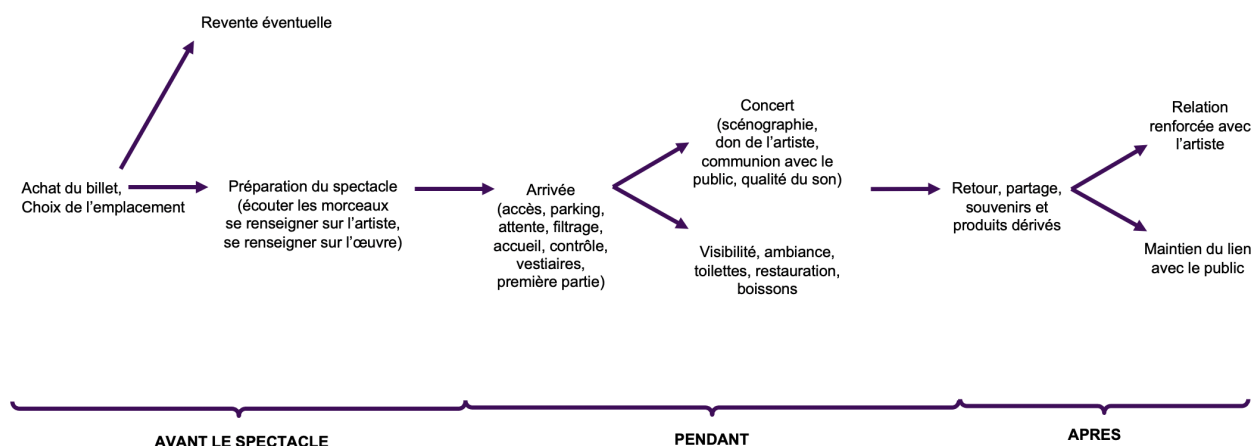 Revente éventuelle
Achat du billet,
Choix de l’emplacement
Préparation du spectacle
(écouter les morceaux
se renseigner sur l’artiste,
se renseigner sur l’œuvre)
Arrivée
(accès, parking,
attente, filtrage,
accueil, contrôle,
vestiaires,
première partie)
Concert
(scénographie,
don de l’artiste,
communion avec le
public, qualité du son)
Visibilité, ambiance,
toilettes, restauration,
boissons
Retour, partage,
souvenirs et
produits dérivés
Relation
renforcée avec
l’artiste
Maintien du lien
avec le public
AVANT LE SPECTACLE
PENDANT
APRES